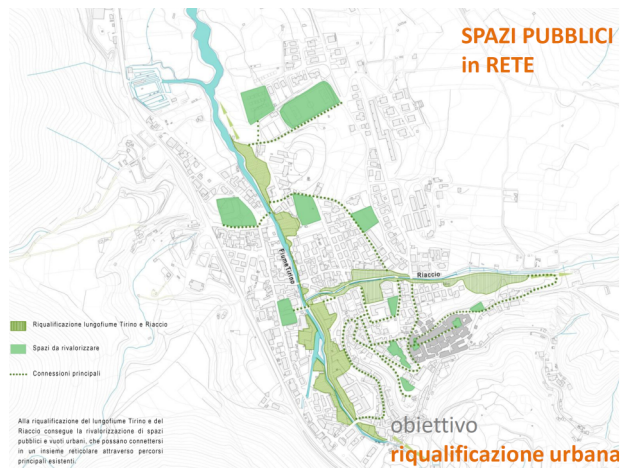 SPAZI PUBBLICI
in RETE
Fiume Tirino
Riaccio
Riqualificazione lungofiume Tirino e Riaccio
Spazi da rivalorizzare
Connessioni principali
Alla riqualificazione del lungofiume Tirino e del
Riaccio consegue la rivalorizzazione di spazi
pubblici e vuoti urbani, che possano connettersi
in un insieme reticolare attraverso percorsi
principali esistenti.
obiettivo
riqualificazione urbana